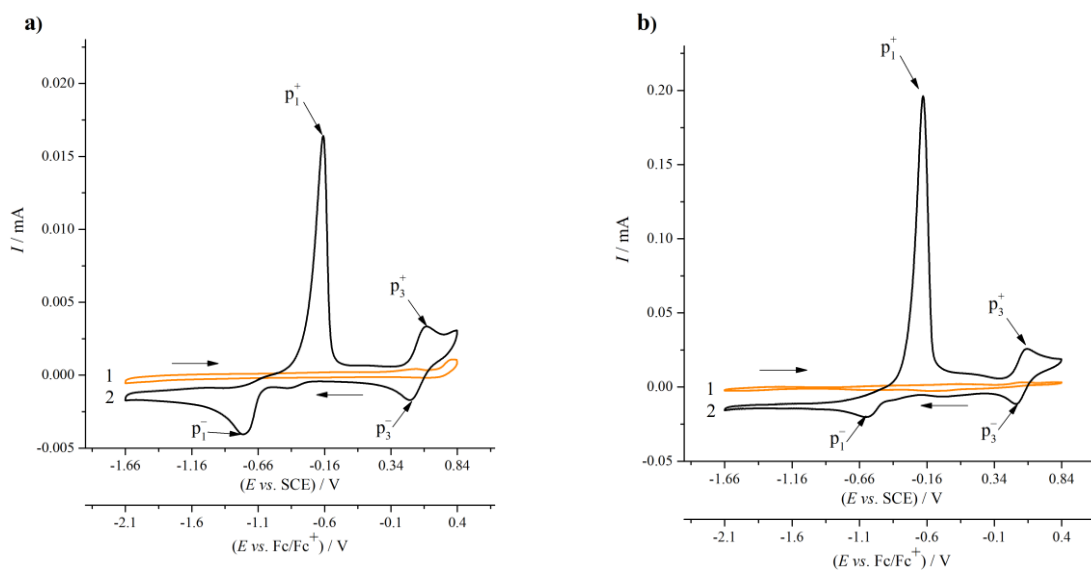 a)
0.020
0.015
0.010
0.005
0.000
-0.005
I / mA
p₁⁺
p₃⁺
1
2
p₁⁻
p₃⁻
-1.66 -1.16 -0.66 -0.16 0.34 0.84
(E vs. SCE) / V
-2.1 -1.6 -1.1 -0.6 -0.1 0.4
(E vs. Fc/Fc⁺) / V
b)
0.20
0.15
0.10
0.05
0.00
-0.05
I / mA
p₁⁺
p₃⁺
1
2
p₁⁻
p₃⁻
-1.66 -1.16 -0.66 -0.16 0.34 0.84
(E vs. SCE) / V
-2.1 -1.6 -1.1 -0.6 -0.1 0.4
(E vs. Fc/Fc⁺) / V